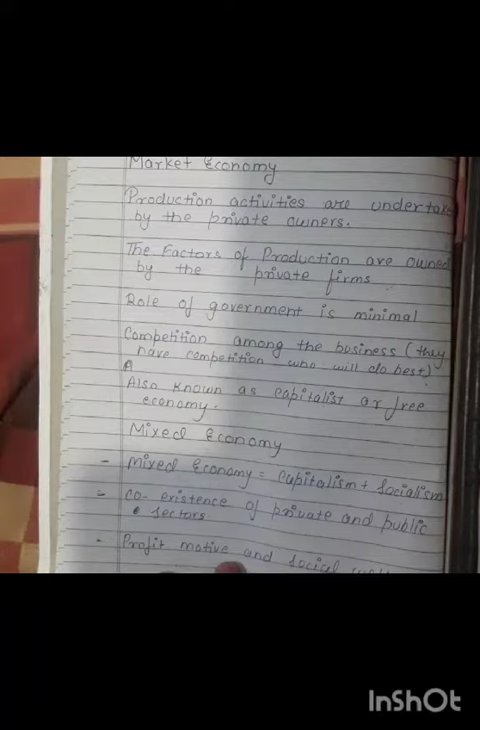 Market Economy
Production activities are undertake
by the private owners.
The Factors of Production are owned
by the private firms
Role of government is minimal
Competition among the business (they
have competition who will do best)
Also known as capitalist or free
economy.
Mixed Economy
- Mixed Economy = Capitalism + Socialism
- co-existence of private and public
sectors
- Profit motive and social
InShOt